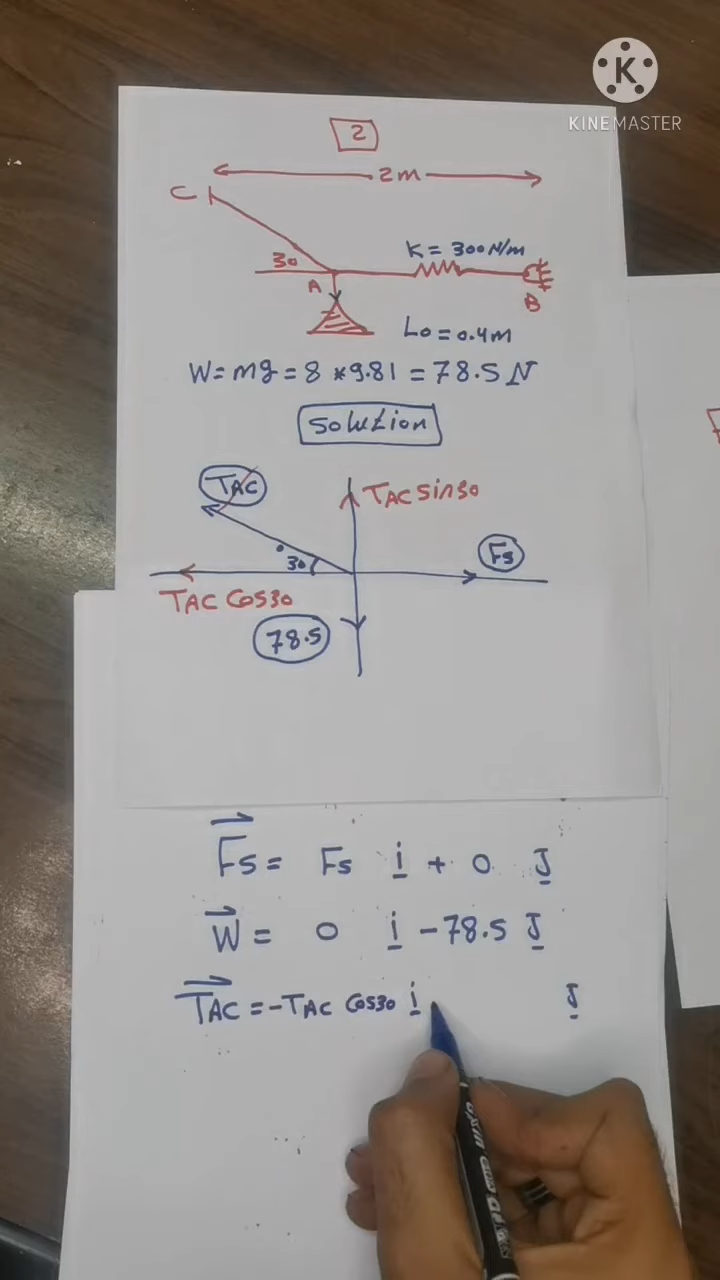 K
KINEMASTER
2
2m
C
30
K = 300 N/m
A
B
Lo = 0.4m
W = mg = 8 * 9.81 = 78.5 N
Solution
TAC
TAC sin30
30
Fs
TAC Cos30
78.5
Fs = Fs i + 0 J
W = 0 i - 78.5 J
TAC = -TAC Cos30 i J